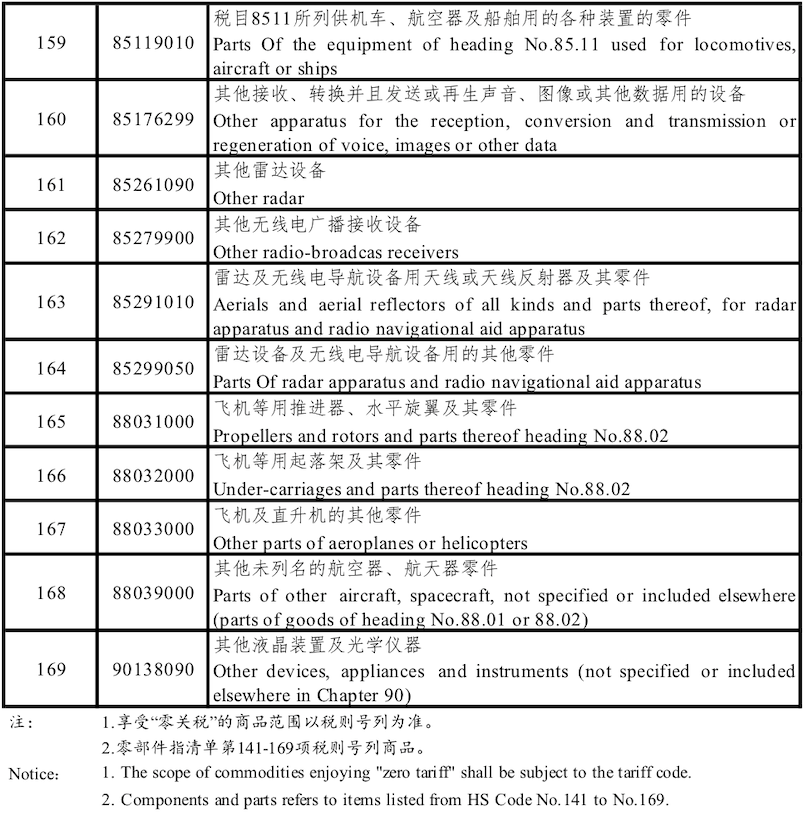 159 85119010 税目8511所列供机车、航空器及船舶用的各种装置的零件
Parts Of the equipment of heading No.85.11 used for locomotives,
aircraft or ships
160 85176299 其他接收、转换并且发送或再生声音、图像或其他数据用的设备
Other apparatus for the reception, conversion and transmission or
regeneration of voice, images or other data
161 85261090 其他雷达设备
Other radar
162 85279900 其他无线电广播接收设备
Other radio-broadcas receivers
163 85291010 雷达及无线电导航设备用天线或天线反射器及其零件
Aerials and aerial reflectors of all kinds and parts thereof, for radar
apparatus and radio navigational aid apparatus
164 85299050 雷达设备及无线电导航设备用的其他零件
Parts Of radar apparatus and radio navigational aid apparatus
165 88031000 飞机等用推进器、水平旋翼及其零件
Propellers and rotors and parts thereof heading No.88.02
166 88032000 飞机等用起落架及其零件
Under-carriages and parts thereof heading No.88.02
167 88033000 飞机及直升机的其他零件
Other parts of aeroplanes or helicopters
168 88039000 其他未列名的航空器、航天器零件
Parts of other aircraft, spacecraft, not specified or included elsewhere
(parts of goods of heading No.88.01 or 88.02)
169 90138090 其他液晶装置及光学仪器
Other devices, appliances and instruments (not specified or included
elsewhere in Chapter 90)
注： 1.享受“零关税”的商品范围以税则号列为准。
2.零部件指清单第141-169项税则号列商品。
Notice: 1. The scope of commodities enjoying "zero tariff" shall be subject to the tariff code.
2. Components and parts refers to items listed from HS Code No.141 to No.169.